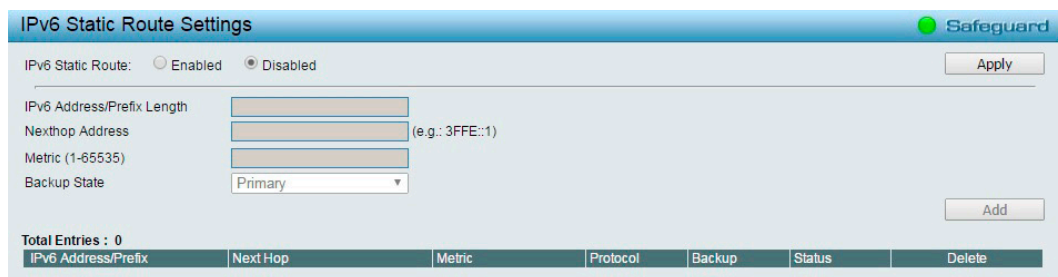 IPv6 Static Route Settings
Safeguard
IPv6 Static Route: Enabled Disabled Apply
IPv6 Address/Prefix Length
Nexthop Address (e.g.: 3FFE::1)
Metric (1-65535)
Backup State Primary
Add
Total Entries : 0
IPv6 Address/Prefix Next Hop Metric Protocol Backup Status Delete